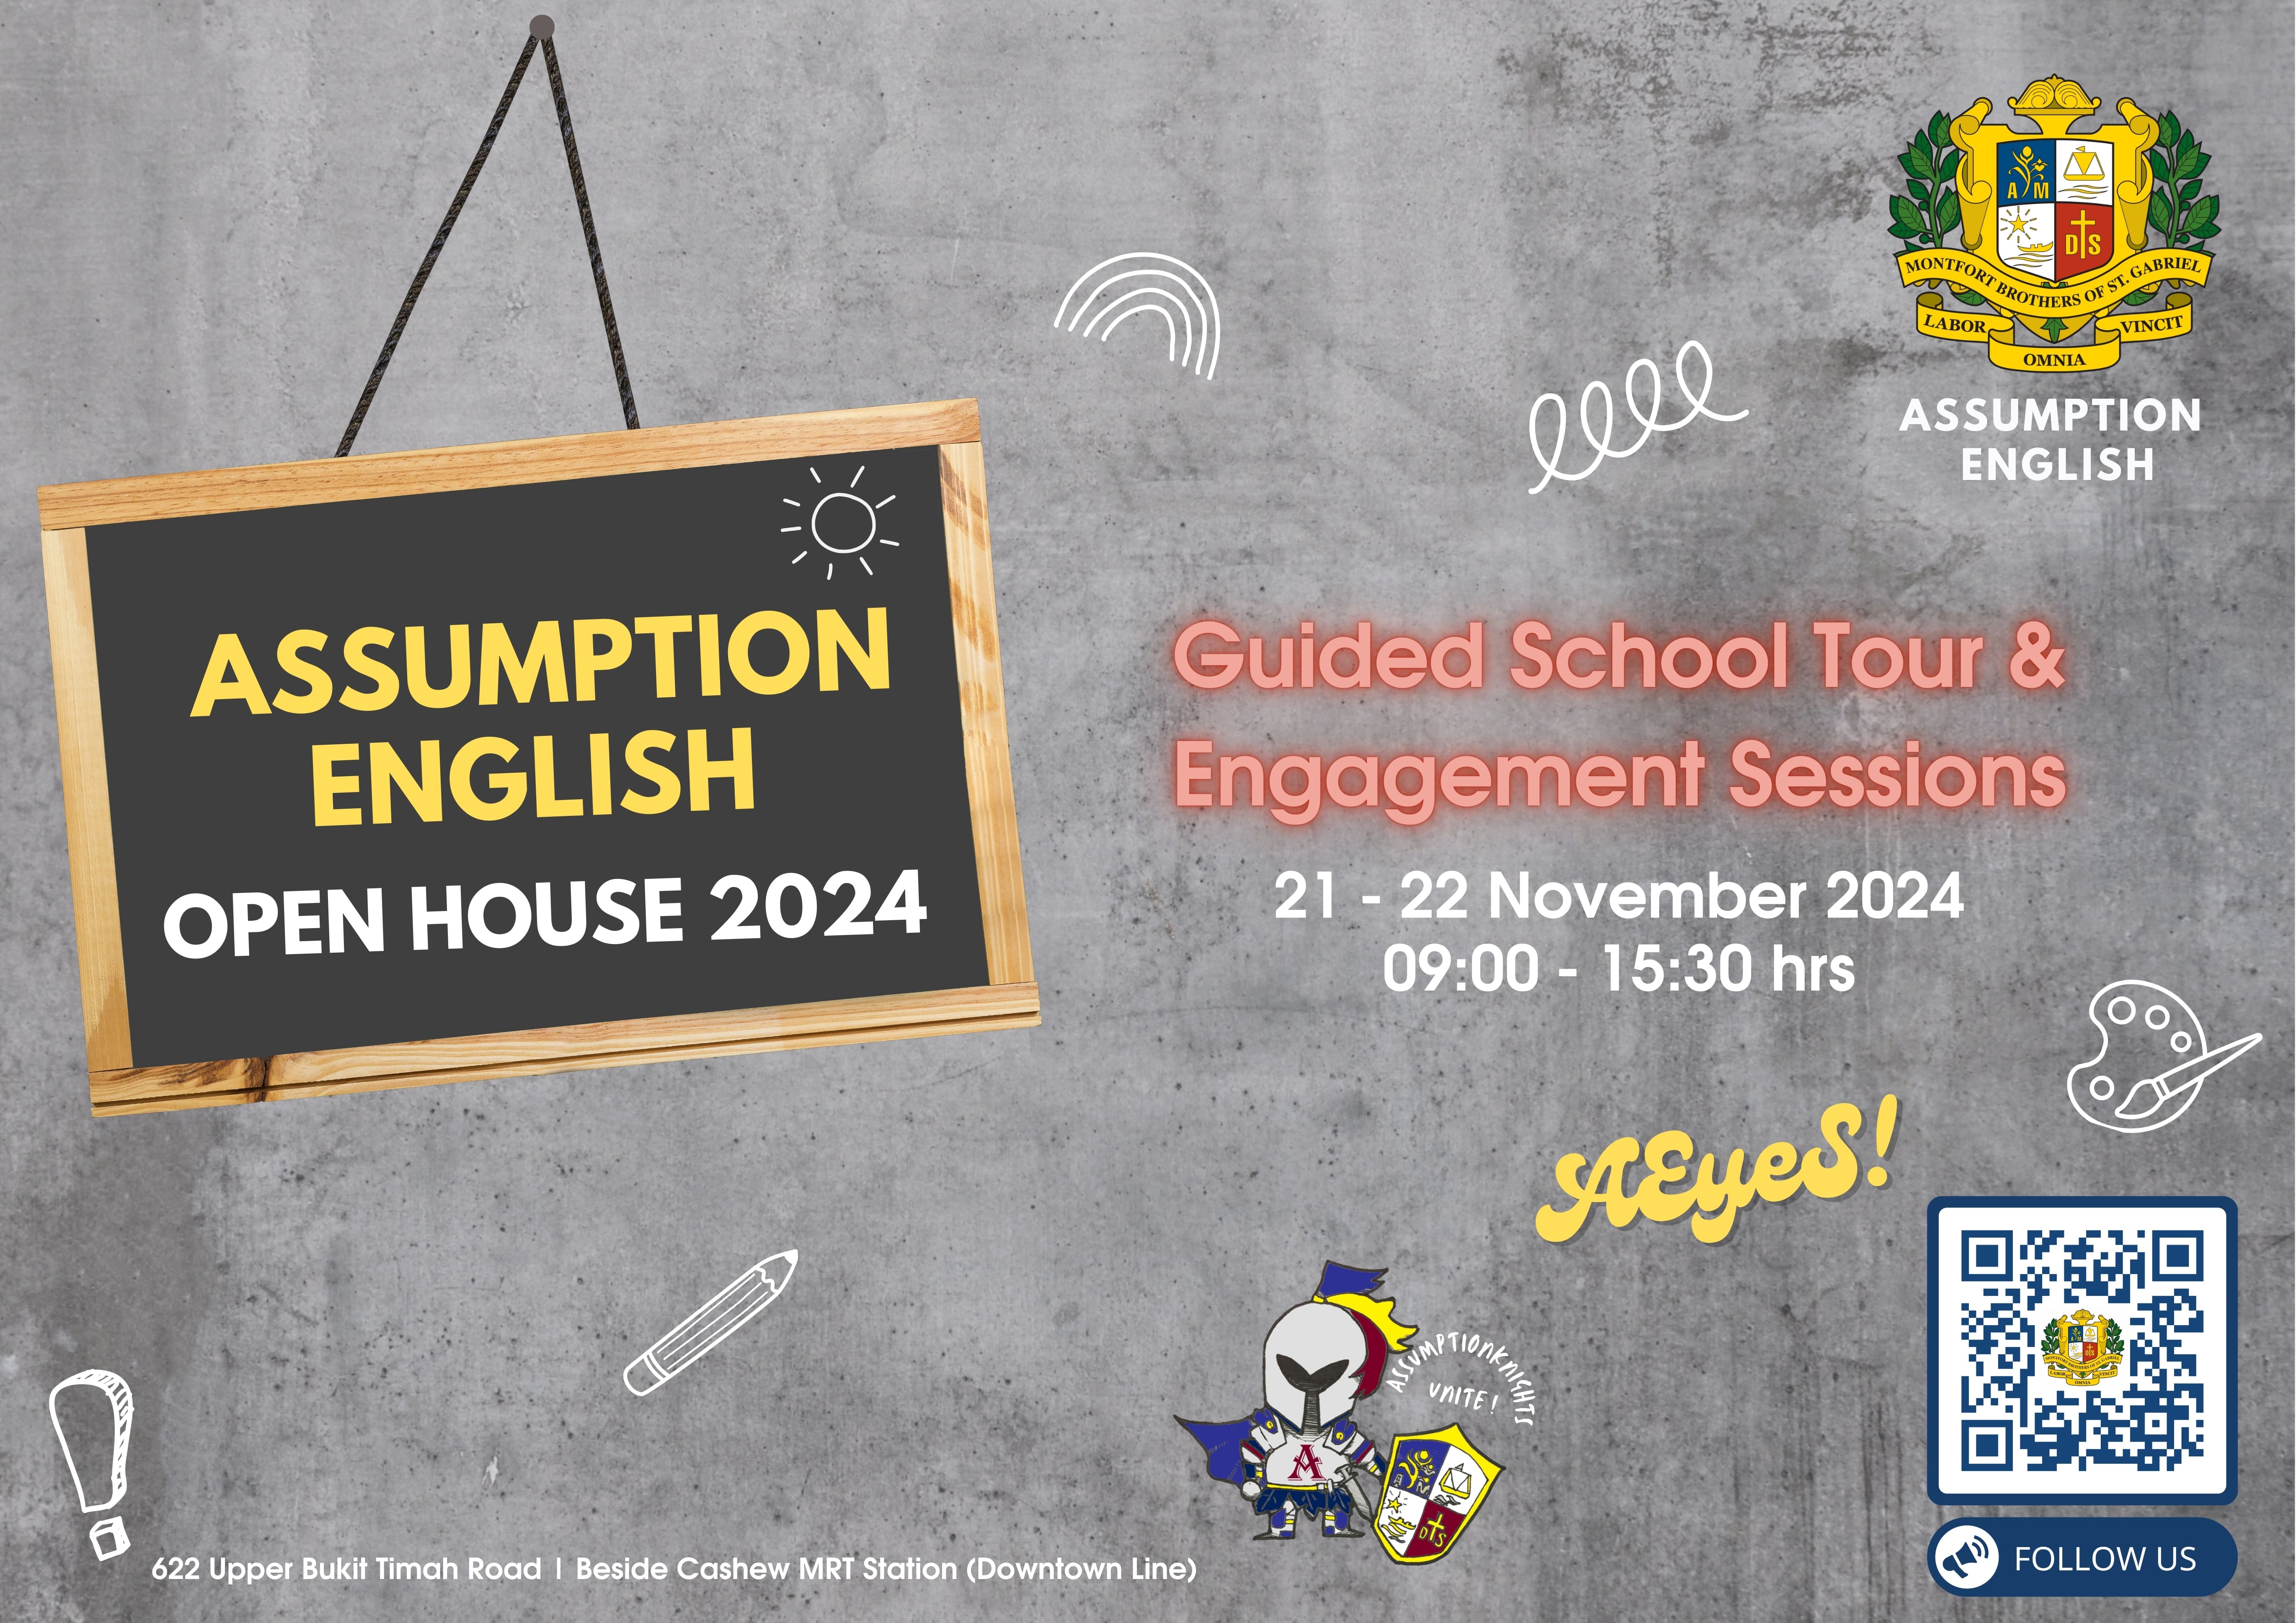 MONTFORT BROTHERS OF ST. GABRIEL
LABOR OMNIA VINCIT
A M
D S
ASSUMPTION
ENGLISH
ASSUMPTION
ENGLISH
OPEN HOUSE 2024
Guided School Tour &
Engagement Sessions
21 - 22 November 2024
09:00 - 15:30 hrs
AEyeS!
ASSUMPTIONKNIGHTS
UNITE!
A
D S
622 Upper Bukit Timah Road | Beside Cashew MRT Station (Downtown Line)
FOLLOW US